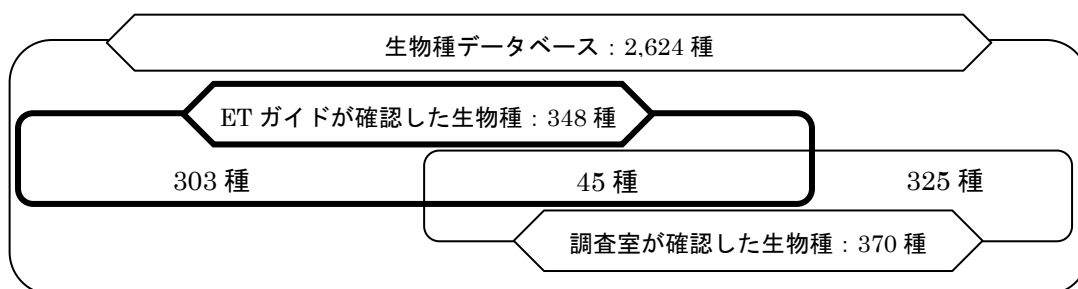 生物種データベース：2,624 種
ET ガイドが確認した生物種：348 種
303 種
45 種
325 種
調査室が確認した生物種：370 種